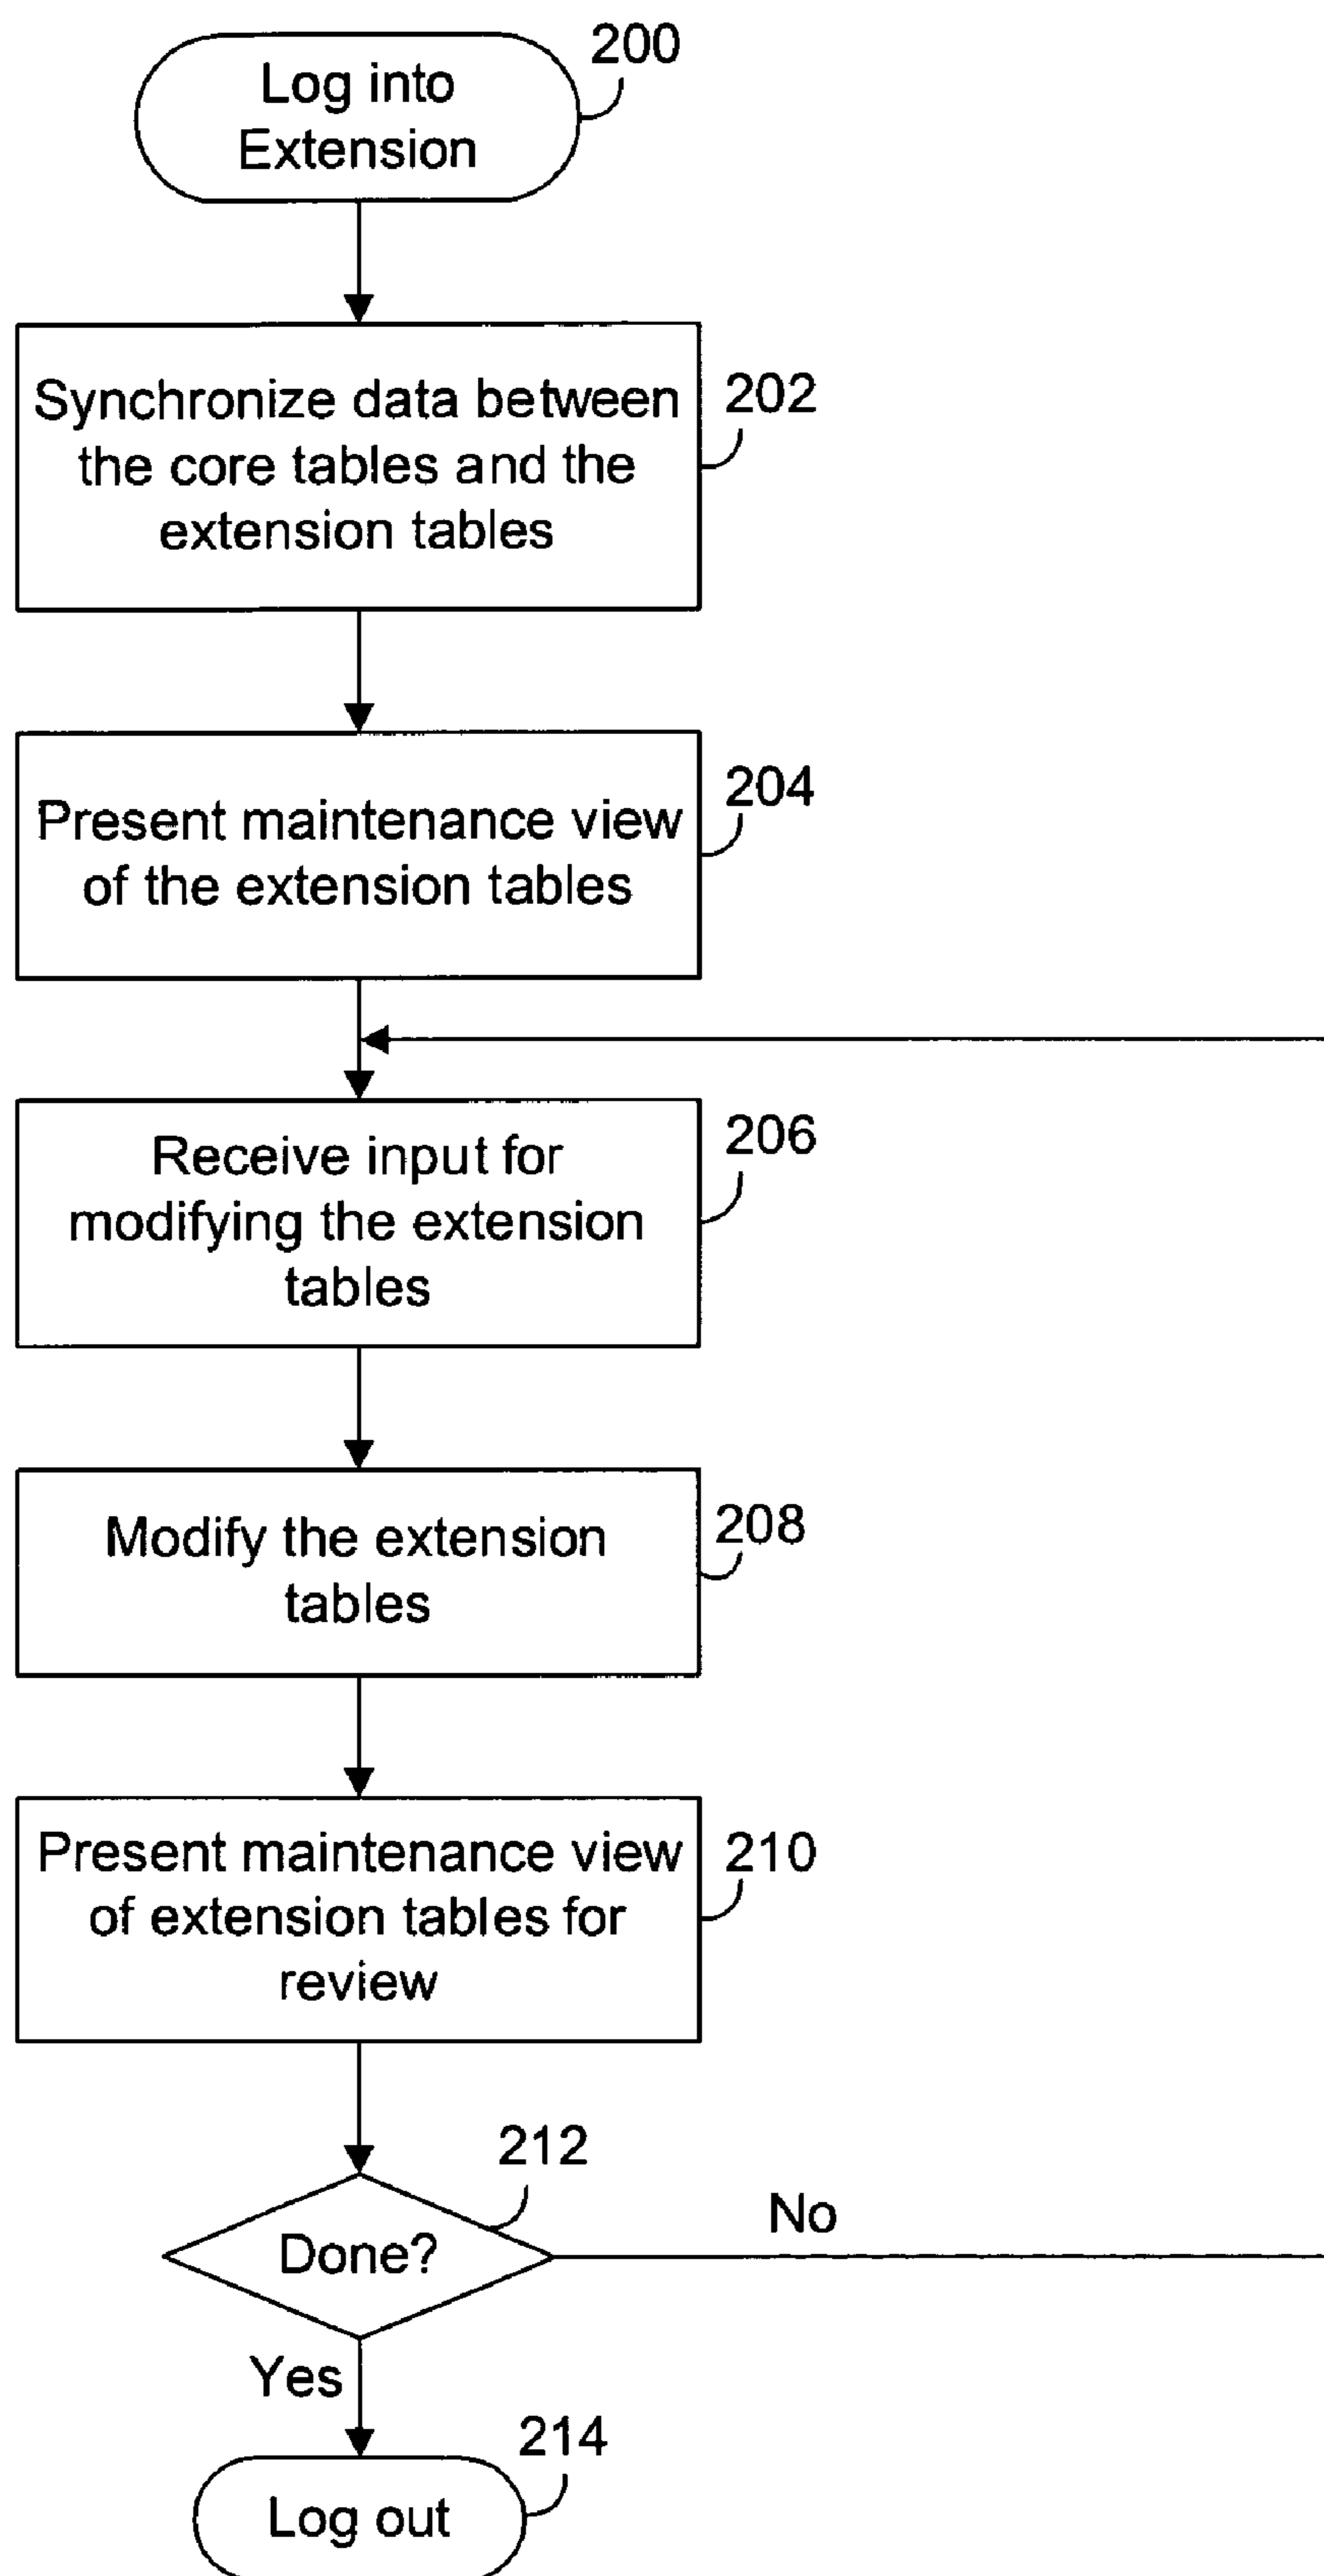 Log into
Extension
200
Synchronize data between
the core tables and the
extension tables
202
Present maintenance view
of the extension tables
204
Receive input for
modifying the extension
tables
206
Modify the extension
tables
208
Present maintenance view
of extension tables for
review
210
212
Done?
No
Yes
214
Log out